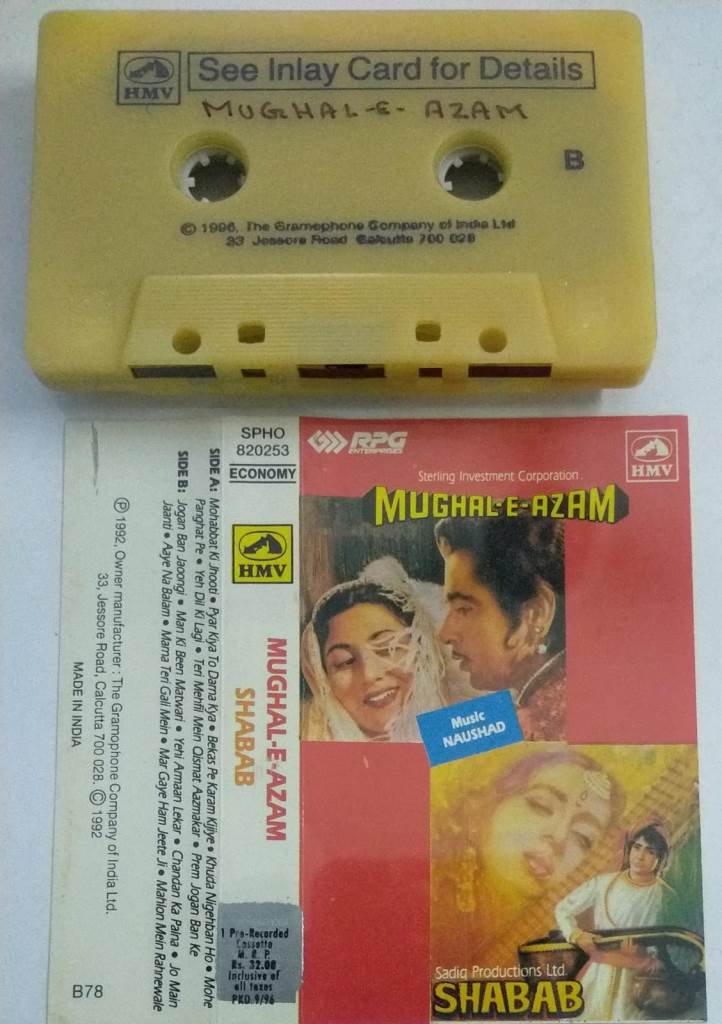 HMV
See Inlay Card for Details
MUGHAL-E-AZAM
B
© 1996, The Gramophone Company of India Ltd
33 Jessore Road Calcutta 700 028
SPHO
820253
ECONOMY
HMV
MUGHAL-E-AZAM
SHABAB
SIDE A: Mohabbat Ki Jhooti • Pyar Kiya To Darna Kya • Bekas Pe Karam Kijiye • Khuda Nigehban Ho • Mohe
Panghat Pe • Yeh Dil Ki Lagi • Teri Mehfil Mein Qismat Aazmakar • Prem Jogan Ban Ke
SIDE B: Jogan Ban Jaoongi • Man Ki Been Matwari • Yehi Armaan Lekar • Chandan Ka Palna • Jo Main
Jaanti • Aaye Na Balam • Marna Teri Gali Mein • Mar Gaye Ham Jeete Ji • Mahlon Mein Rahnewale
℗ 1992, Owner manufacturer : The Gramophone Company of India Ltd.
33, Jessore Road, Calcutta 700 028. © 1992
MADE IN INDIA
B78
1 Pre-Recorded
Cassette
M. R. P.
Rs. 32.00
Inclusive of
all taxes
PKD 9/96
RPG
ENTERPRISES
HMV
Sterling Investment Corporation
MUGHAL-E-AZAM
Music
NAUSHAD
Sadiq Productions Ltd.
SHABAB